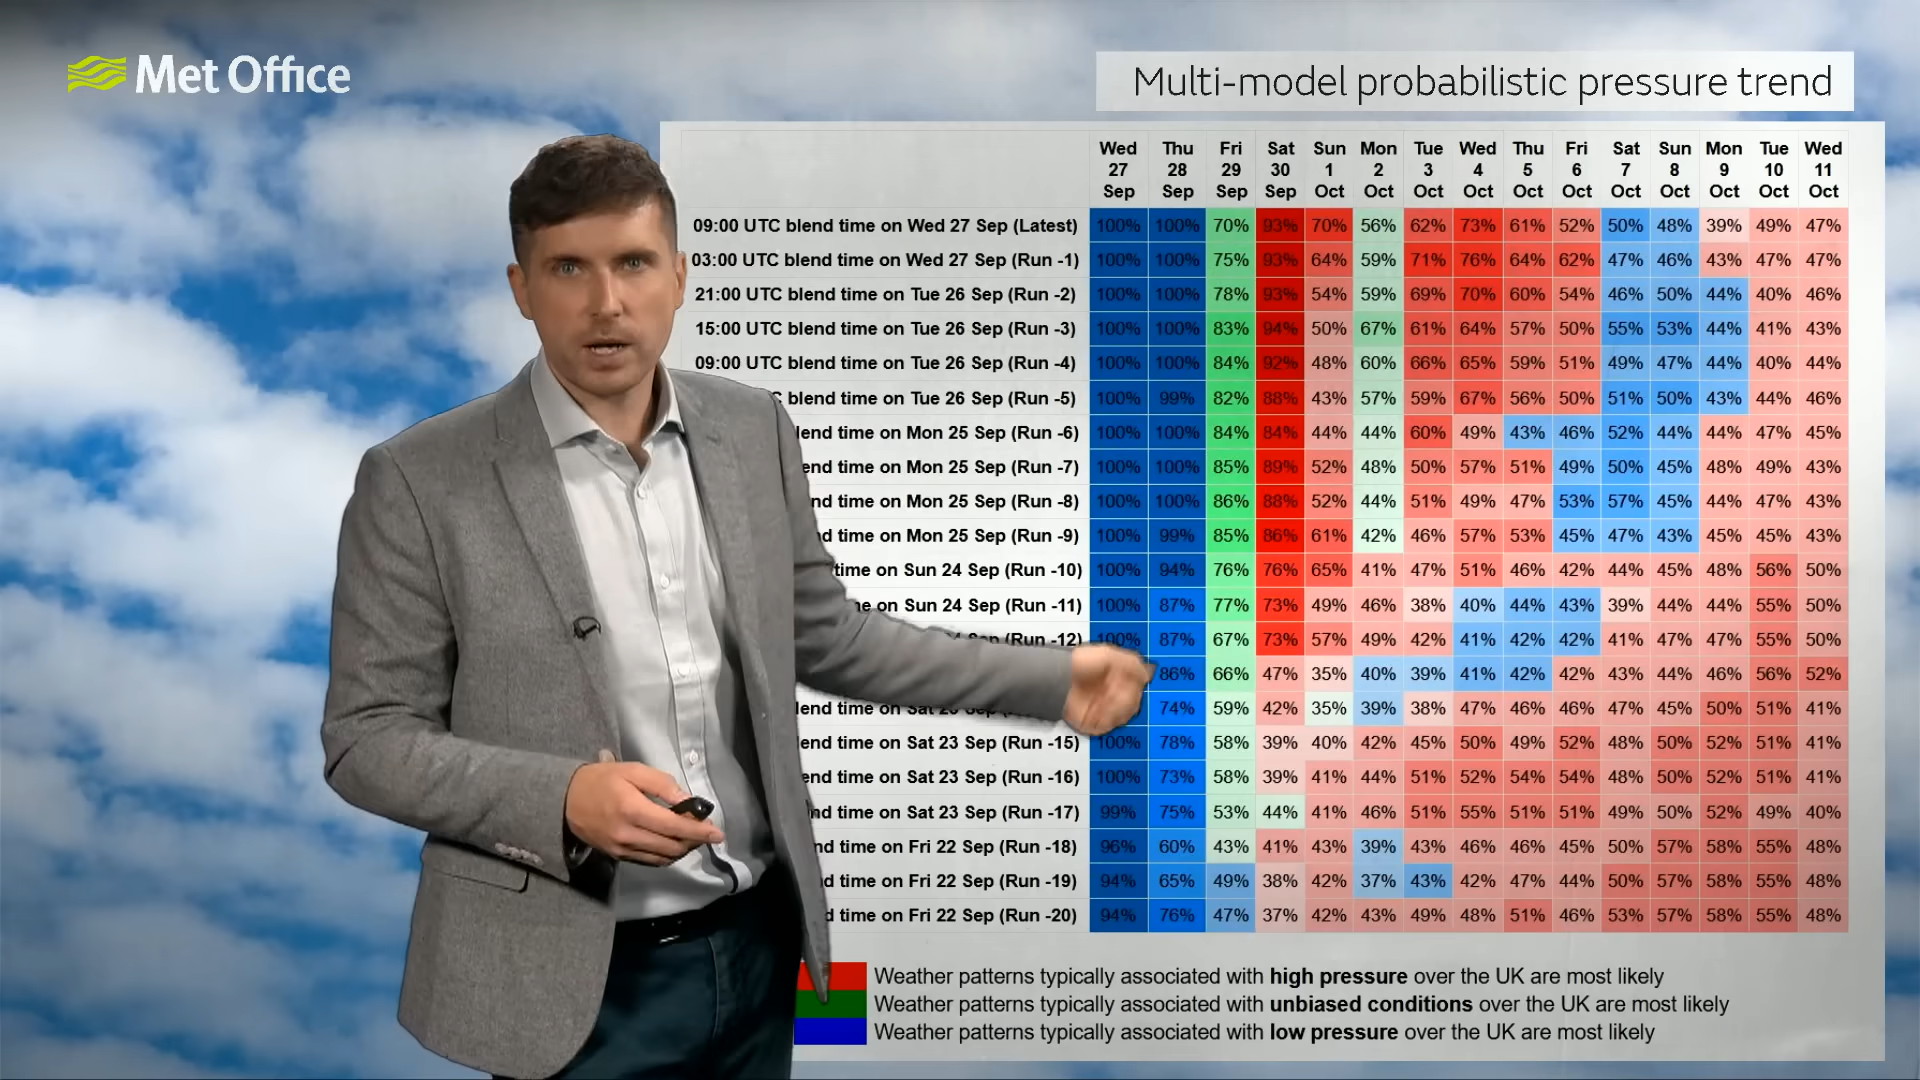 Met Office
Multi-model probabilistic pressure trend
Wed Thu Fri Sat Sun Mon Tue Wed Thu Fri Sat Sun Mon Tue Wed
27 28 29 30 1 2 3 4 5 6 7 8 9 10 11
Sep Sep Sep Sep Oct Oct Oct Oct Oct Oct Oct Oct Oct Oct Oct
09:00 UTC blend time on Wed 27 Sep (Latest) 100% 100% 70% 93% 70% 56% 62% 73% 61% 52% 50% 48% 39% 49% 47%
03:00 UTC blend time on Wed 27 Sep (Run -1) 100% 100% 75% 93% 64% 59% 71% 76% 64% 62% 47% 46% 43% 47% 47%
21:00 UTC blend time on Tue 26 Sep (Run -2) 100% 100% 78% 93% 54% 59% 69% 70% 60% 54% 46% 50% 44% 40% 46%
15:00 UTC blend time on Tue 26 Sep (Run -3) 100% 100% 83% 94% 50% 67% 61% 64% 57% 50% 55% 53% 44% 41% 43%
09:00 UTC blend time on Tue 26 Sep (Run -4) 100% 100% 84% 92% 48% 60% 66% 65% 59% 51% 49% 47% 44% 40% 44%
blend time on Tue 26 Sep (Run -5) 100% 99% 82% 88% 43% 57% 59% 67% 56% 50% 51% 50% 43% 44% 46%
time on Mon 25 Sep (Run -6) 100% 100% 84% 84% 44% 44% 60% 49% 43% 46% 52% 44% 44% 47% 45%
time on Mon 25 Sep (Run -7) 100% 100% 85% 89% 52% 48% 50% 57% 51% 49% 50% 45% 48% 49% 43%
time on Mon 25 Sep (Run -8) 100% 100% 86% 88% 52% 44% 51% 49% 47% 53% 57% 45% 44% 47% 43%
time on Mon 25 Sep (Run -9) 100% 99% 85% 86% 61% 42% 46% 57% 53% 45% 47% 43% 45% 45% 43%
time on Sun 24 Sep (Run -10) 100% 94% 76% 76% 65% 41% 47% 51% 46% 42% 44% 45% 48% 56% 50%
on Sun 24 Sep (Run -11) 100% 87% 77% 73% 49% 46% 38% 40% 44% 43% 39% 44% 44% 55% 50%
Sep (Run -12) 100% 87% 67% 73% 57% 49% 42% 41% 42% 42% 41% 47% 47% 55% 50%
86% 66% 47% 35% 40% 39% 41% 42% 42% 43% 44% 46% 56% 52%
time on Sat 74% 59% 42% 35% 39% 38% 47% 46% 46% 47% 45% 50% 51% 41%
time on Sat 23 Sep (Run -15) 100% 78% 58% 39% 40% 42% 45% 50% 49% 52% 48% 50% 52% 51% 41%
time on Sat 23 Sep (Run -16) 100% 73% 58% 39% 41% 44% 51% 52% 54% 54% 48% 50% 52% 51% 41%
time on Sat 23 Sep (Run -17) 99% 75% 53% 44% 41% 46% 51% 55% 51% 51% 49% 50% 52% 49% 40%
time on Fri 22 Sep (Run -18) 96% 60% 43% 41% 43% 39% 43% 46% 46% 45% 50% 57% 58% 55% 48%
time on Fri 22 Sep (Run -19) 94% 65% 49% 38% 42% 37% 43% 42% 47% 44% 50% 57% 58% 55% 48%
time on Fri 22 Sep (Run -20) 94% 76% 47% 37% 42% 43% 49% 48% 51% 46% 53% 57% 58% 55% 48%
Weather patterns typically associated with high pressure over the UK are most likely
Weather patterns typically associated with unbiased conditions over the UK are most likely
Weather patterns typically associated with low pressure over the UK are most likely